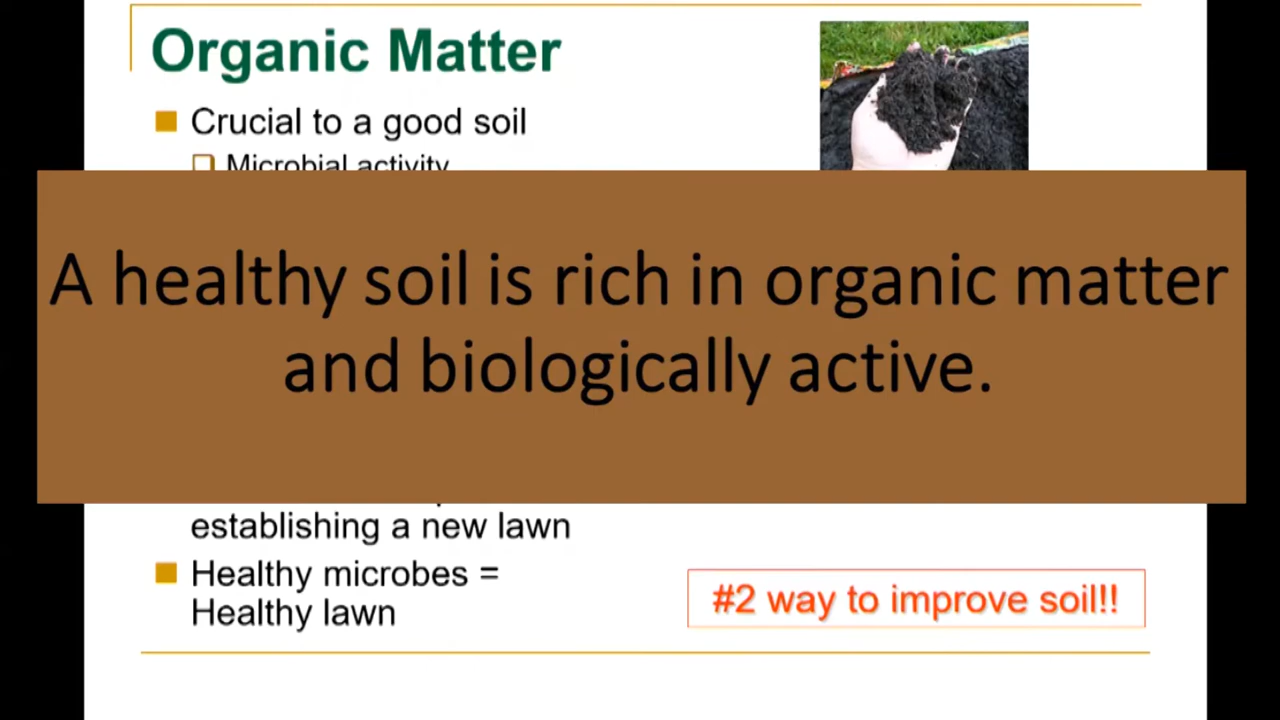 Organic Matter
Crucial to a good soil
Microbial activity
A healthy soil is rich in organic matter
and biologically active.
establishing a new lawn
Healthy microbes =
Healthy lawn
#2 way to improve soil!!